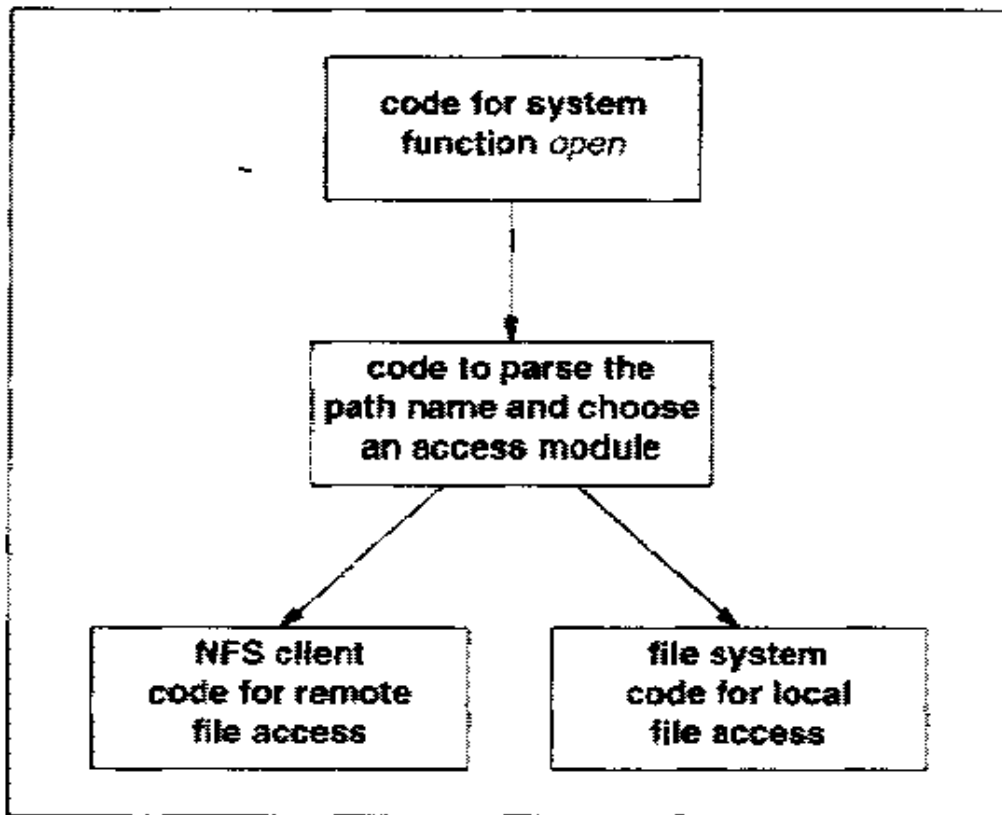 code for system
function open
code to parse the
path name and choose
an access module
NFS client
code for remote
file access
file system
code for local
file access